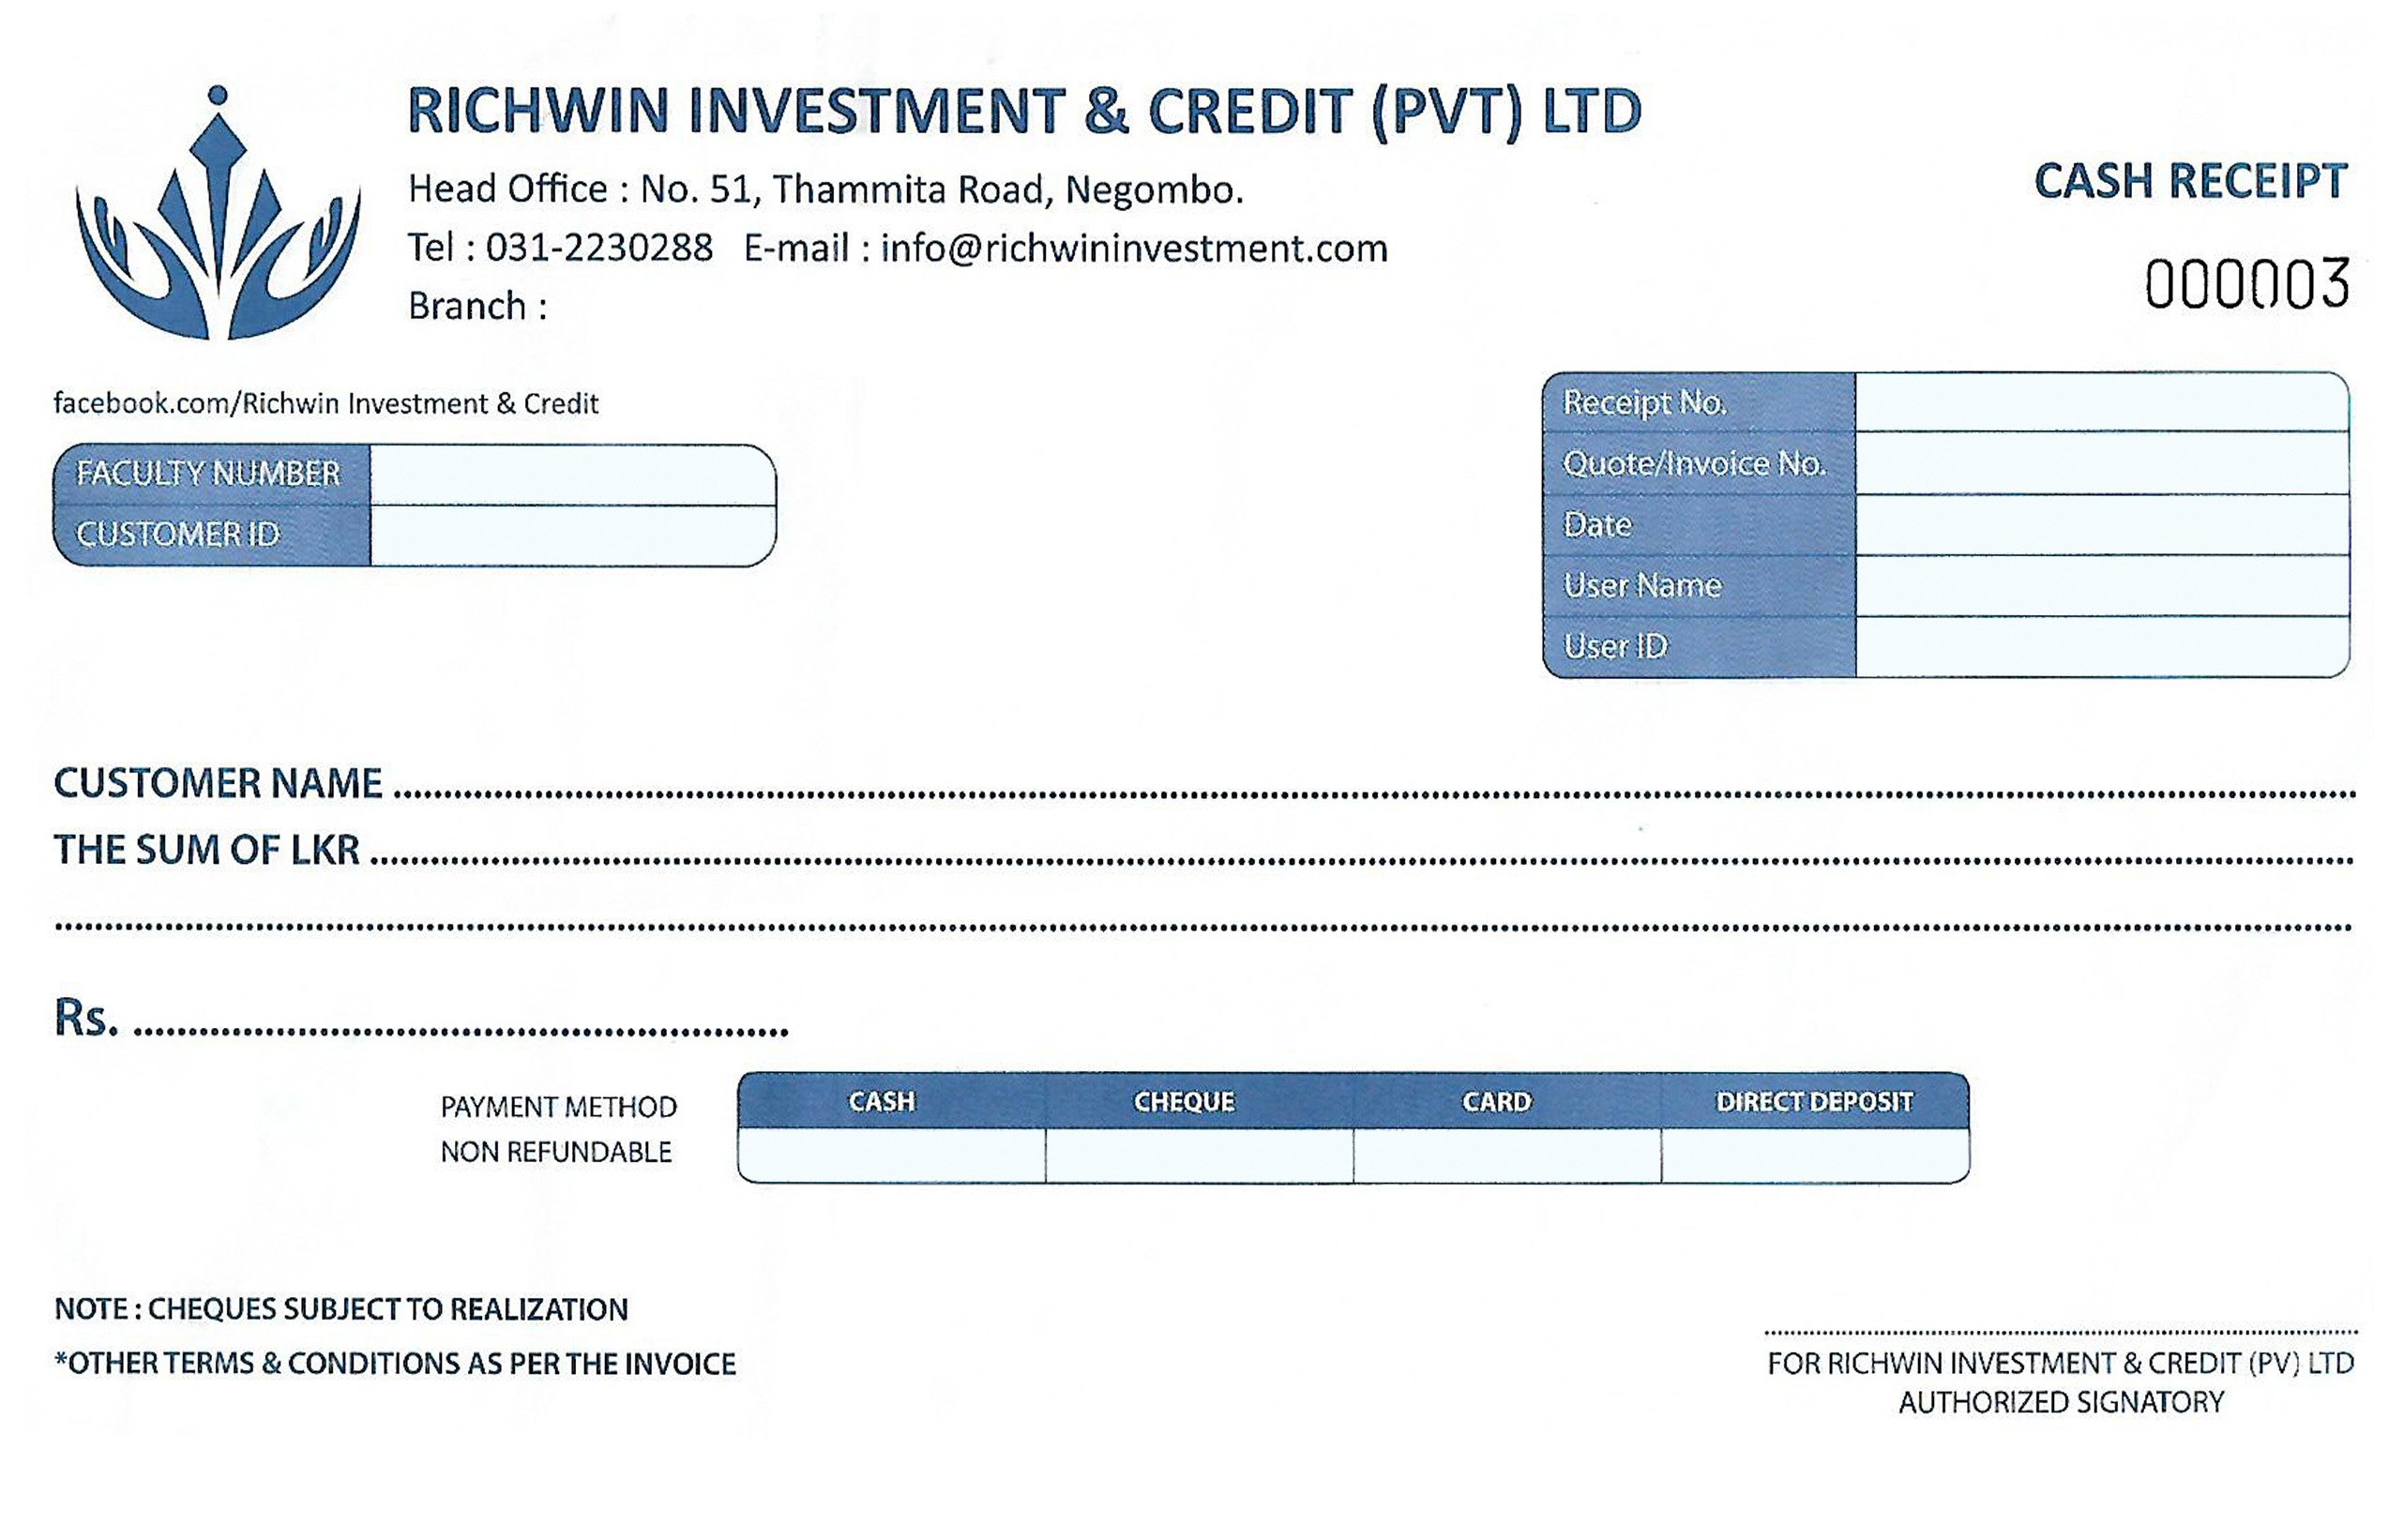 RICHWIN INVESTMENT & CREDIT (PVT) LTD
Head Office : No. 51, Thammita Road, Negombo.
Tel : 031-2230288 E-mail : info@richwininvestment.com
Branch :
CASH RECEIPT
000003
facebook.com/Richwin Investment & Credit
FACULTY NUMBER
CUSTOMER ID
Receipt No.
Quote/Invoice No.
Date
User Name
User ID
CUSTOMER NAME
THE SUM OF LKR
Rs.
PAYMENT METHOD
NON REFUNDABLE
CASH CHEQUE CARD DIRECT DEPOSIT
NOTE : CHEQUES SUBJECT TO REALIZATION
*OTHER TERMS & CONDITIONS AS PER THE INVOICE
FOR RICHWIN INVESTMENT & CREDIT (PV) LTD
AUTHORIZED SIGNATORY